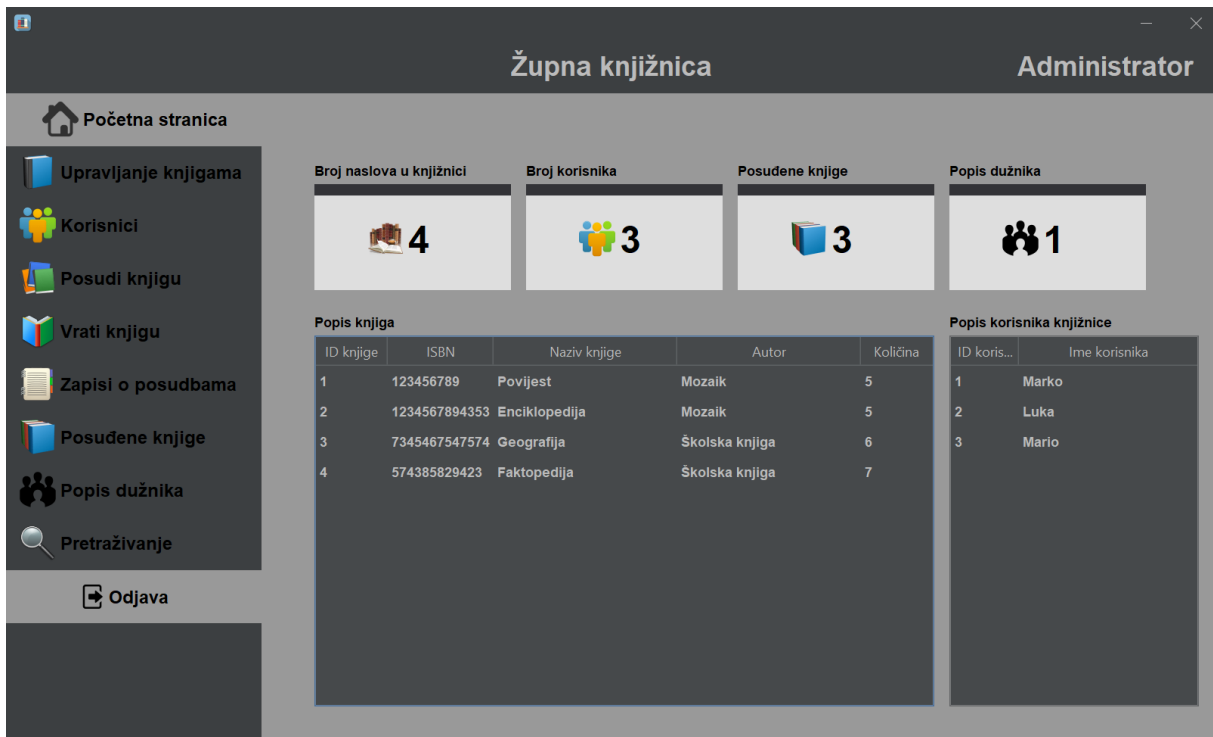 Župna knjižnica
Administrator
Početna stranica
Upravljanje knjigama
Korisnici
Posudi knjigu
Vrati knjigu
Zapisi o posudbama
Posuđene knjige
Popis dužnika
Pretraživanje
Odjava
Broj naslova u knjižnici
4
Broj korisnika
3
Posuđene knjige
3
Popis dužnika
1
Popis knjiga
ID knjige ISBN Naziv knjige Autor Količina
1 123456789 Povijest Mozaik 5
2 1234567894353 Enciklopedija Mozaik 5
3 7345467547574 Geografija Školska knjiga 6
4 574385829423 Faktopedija Školska knjiga 7
Popis korisnika knjižnice
ID koris... Ime korisnika
1 Marko
2 Luka
3 Mario